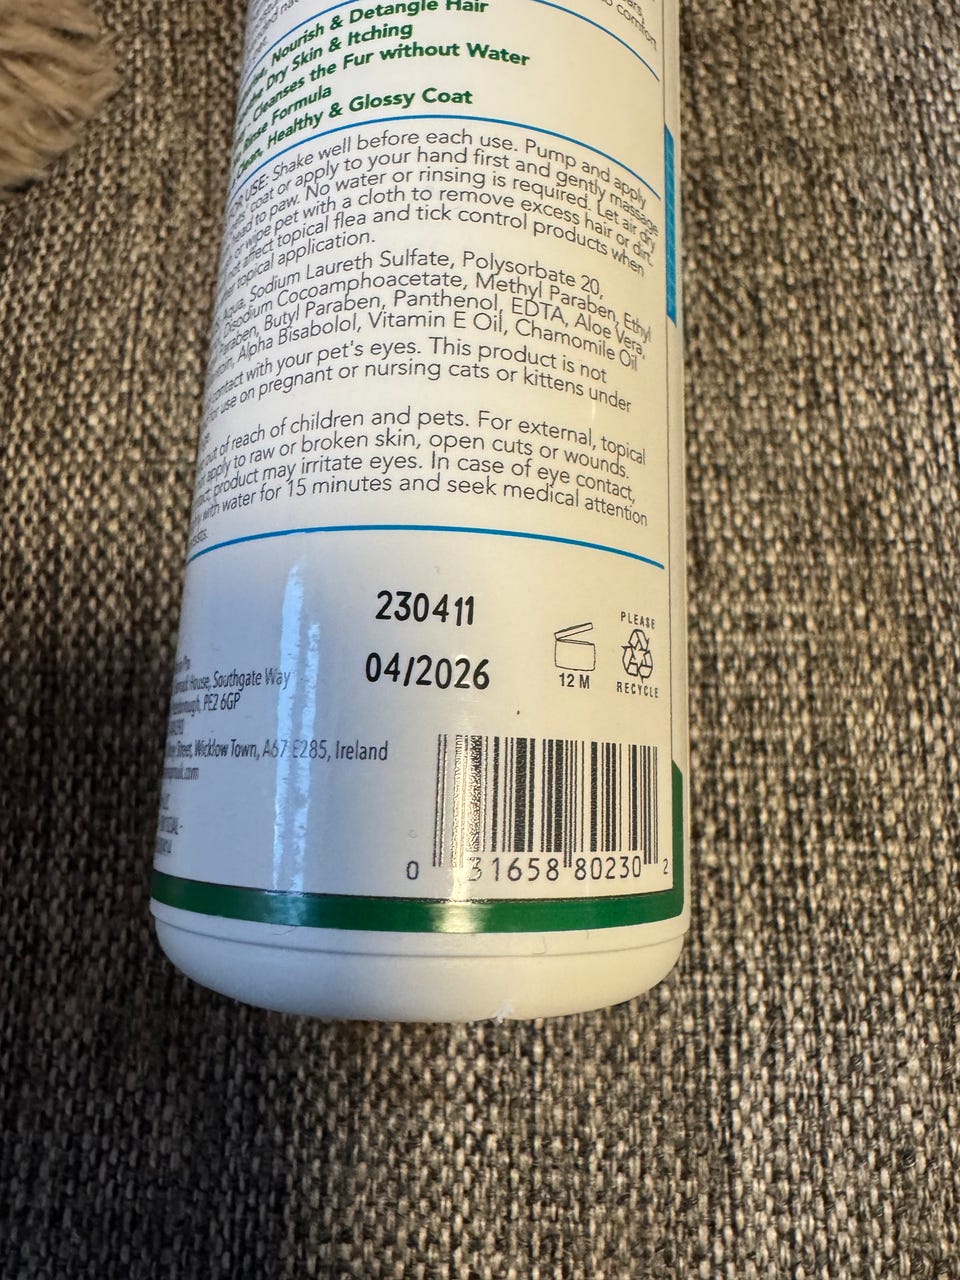 Nourish & Detangle Hair
Dry Skin & Itching
Cleanses the Fur without Water
Rinse Formula
Clean, Healthy & Glossy Coat
FOR USE: Shake well before each use. Pump and apply
coat or apply to your hand first and gently massage
head to paw. No water or rinsing is required. Let air dry
or wipe pet with a cloth to remove excess hair or dirt.
not affect topical flea and tick control products when
topical application.
Aqua, Sodium Laureth Sulfate, Polysorbate 20,
Disodium Cocoamphoacetate, Methyl Paraben, Ethyl
Paraben, Butyl Paraben, Panthenol, EDTA, Aloe Vera,
Alpha Bisabolol, Vitamin E Oil, Chamomile Oil
contact with your pet's eyes. This product is not
for use on pregnant or nursing cats or kittens under
out of reach of children and pets. For external, topical
apply to raw or broken skin, open cuts or wounds.
product may irritate eyes. In case of eye contact,
with water for 15 minutes and seek medical attention
230411
04/2026
12 M
PLEASE
RECYCLE
House, Southgate Way
PE2 6GP
Street, Wicklow Town, A67 E285, Ireland
0 31658 80230 2